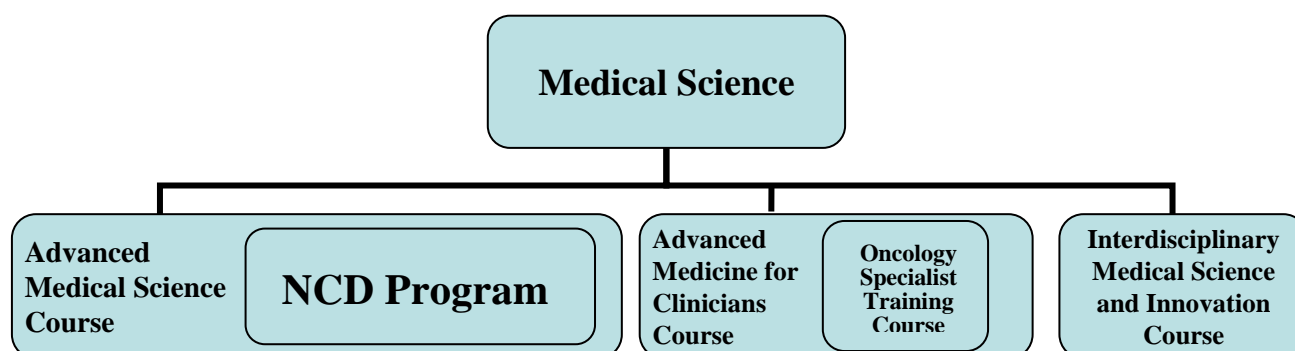 Medical Science
Advanced
Medical Science
Course
NCD Program
Advanced
Medicine for
Clinicians
Course
Oncology
Specialist
Training
Course
Interdisciplinary
Medical Science
and Innovation
Course